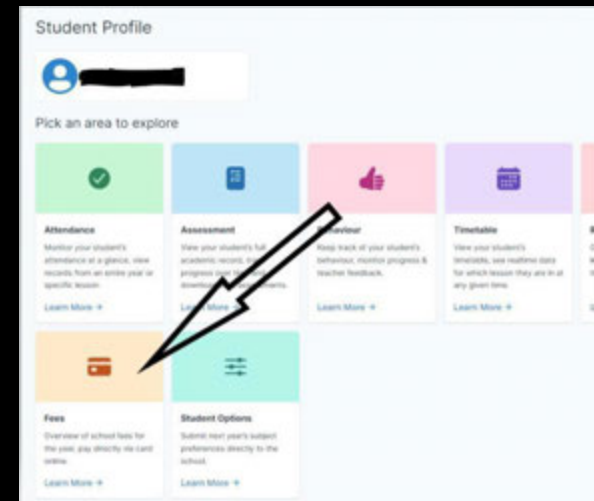 Student Profile
Pick an area to explore
Attendance
Monitor your student's
attendance at a glance, view
records from an entire year or
specific lesson.
Learn More →
Assessment
View your student's full
academic record,
progress
Learn More
Keep track of your student's
behaviour, monitor progress &
teacher feedback.
Learn More →
Timetable
View your student's
timetable, see realtime data
for which lesson they are in at
any given time.
Learn More →
Fees
Overview of school fees for
the year, pay directly via card
online.
Learn More →
Student Options
Submit next year's subject
preferences directly to the
school.
Learn More →